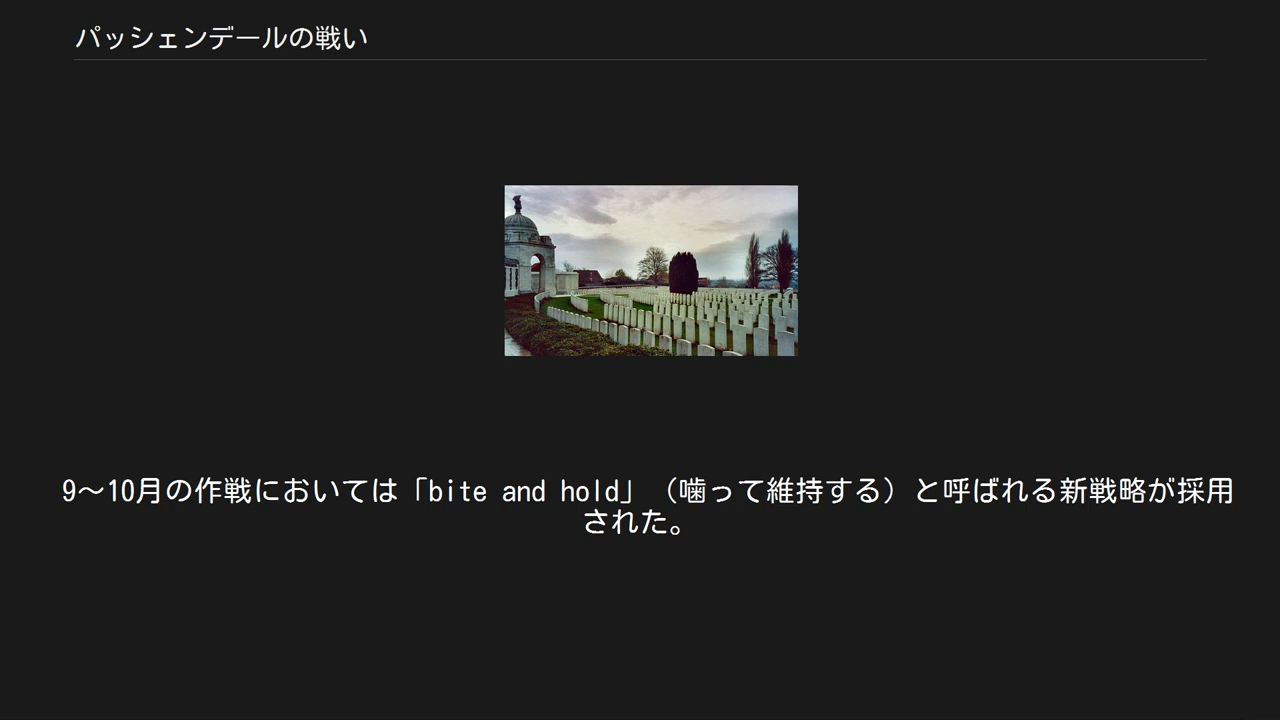 パッシェンデールの戦い
9〜10月の作戦においては「bite and hold」（噛って維持する）と呼ばれる新戦略が採用
された。